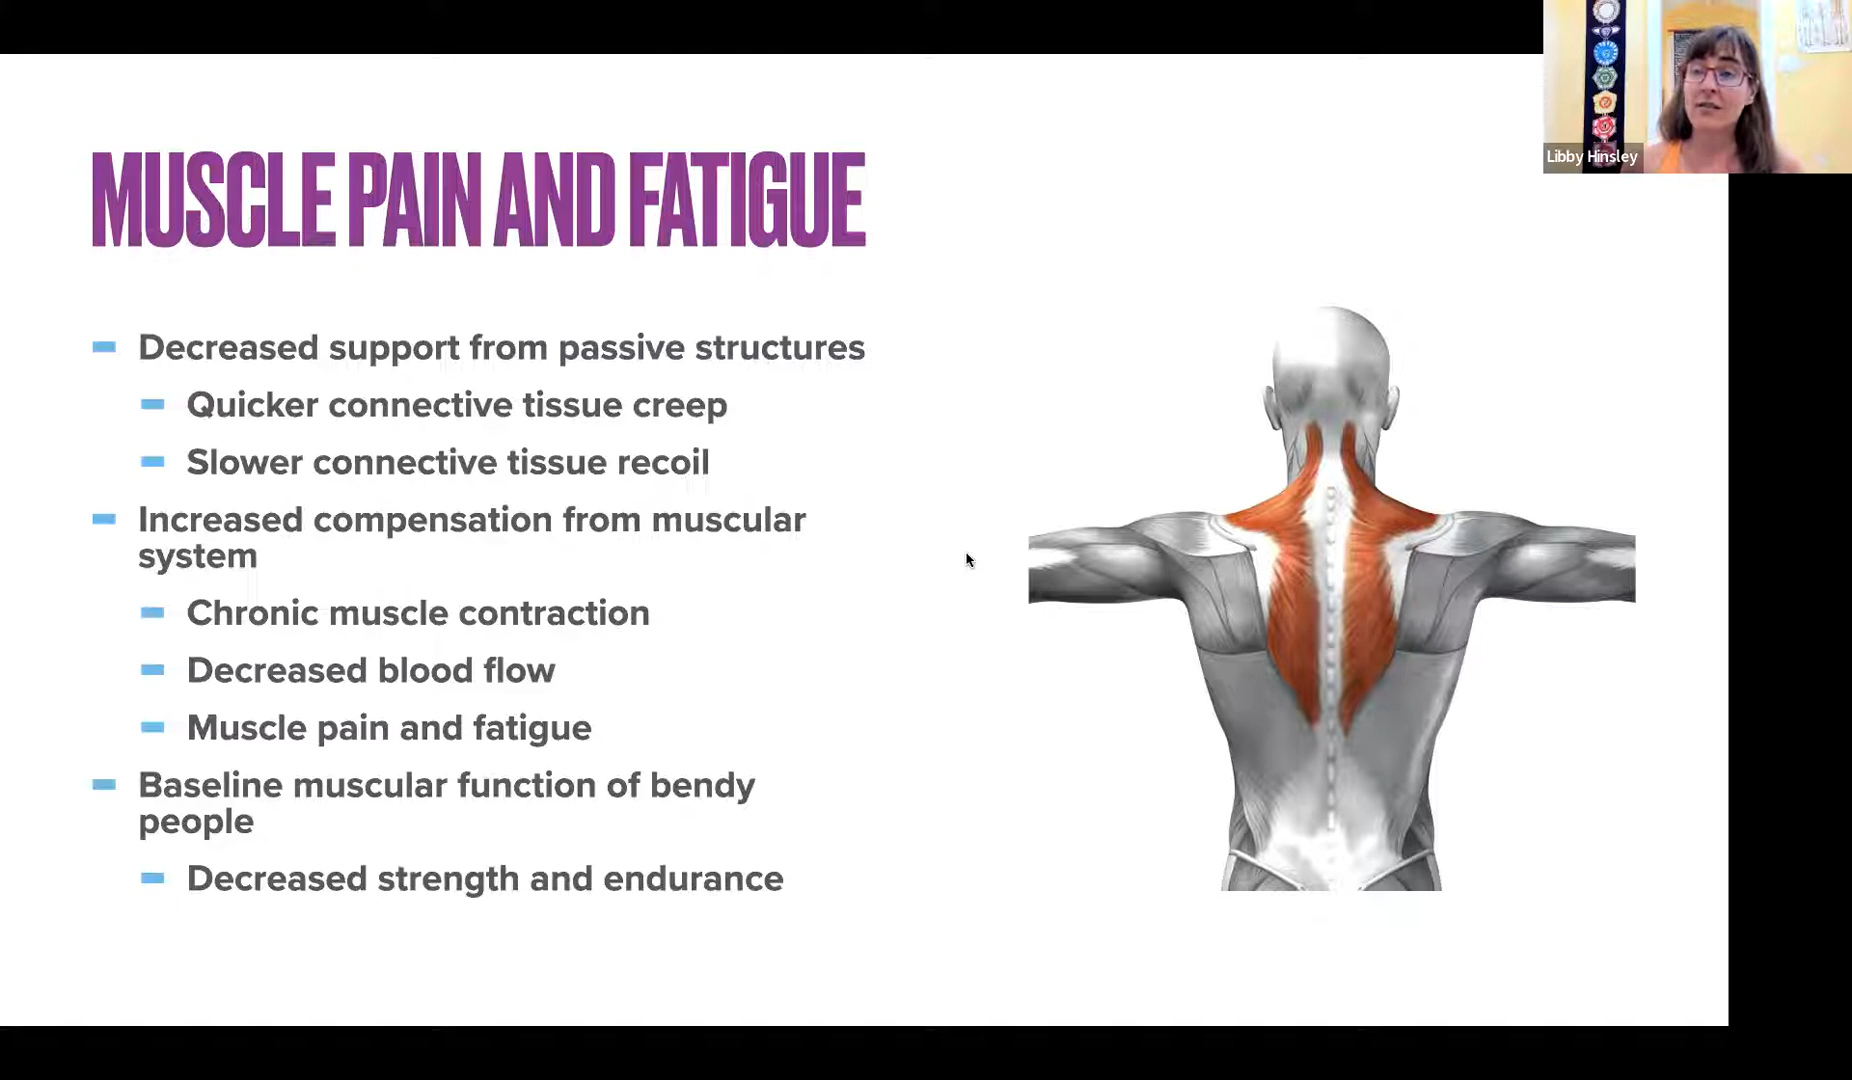 Libby Hinsley
MUSCLE PAIN AND FATIGUE
Decreased support from passive structures
Quicker connective tissue creep
Slower connective tissue recoil
Increased compensation from muscular
system
Chronic muscle contraction
Decreased blood flow
Muscle pain and fatigue
Baseline muscular function of bendy
people
Decreased strength and endurance